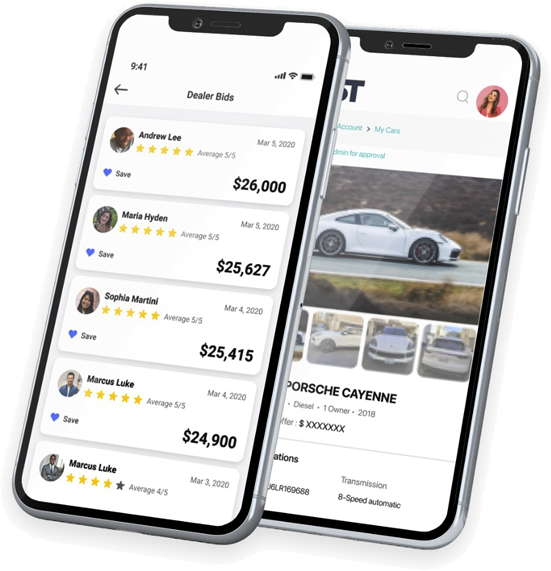 9:41
Dealer Bids
Andrew Lee
Mar 5, 2020
Average 5/5
Save
$26,000
Maria Hyden
Mar 5, 2020
Average 5/5
Save
$25,627
Sophia Martini
Mar 4, 2020
Average 5/5
Save
$25,415
Marcus Luke
Mar 4, 2020
Average 5/5
Save
$24,900
Marcus Luke
Mar 3, 2020
Average 4/5
ST
Account > My Cars
dmin for approval
PORSCHE CAYENNE
• Diesel • 1 Owner • 2018
ffer : $ XXXXXXX
ations
Transmission
J6LR169688
8-Speed automatic